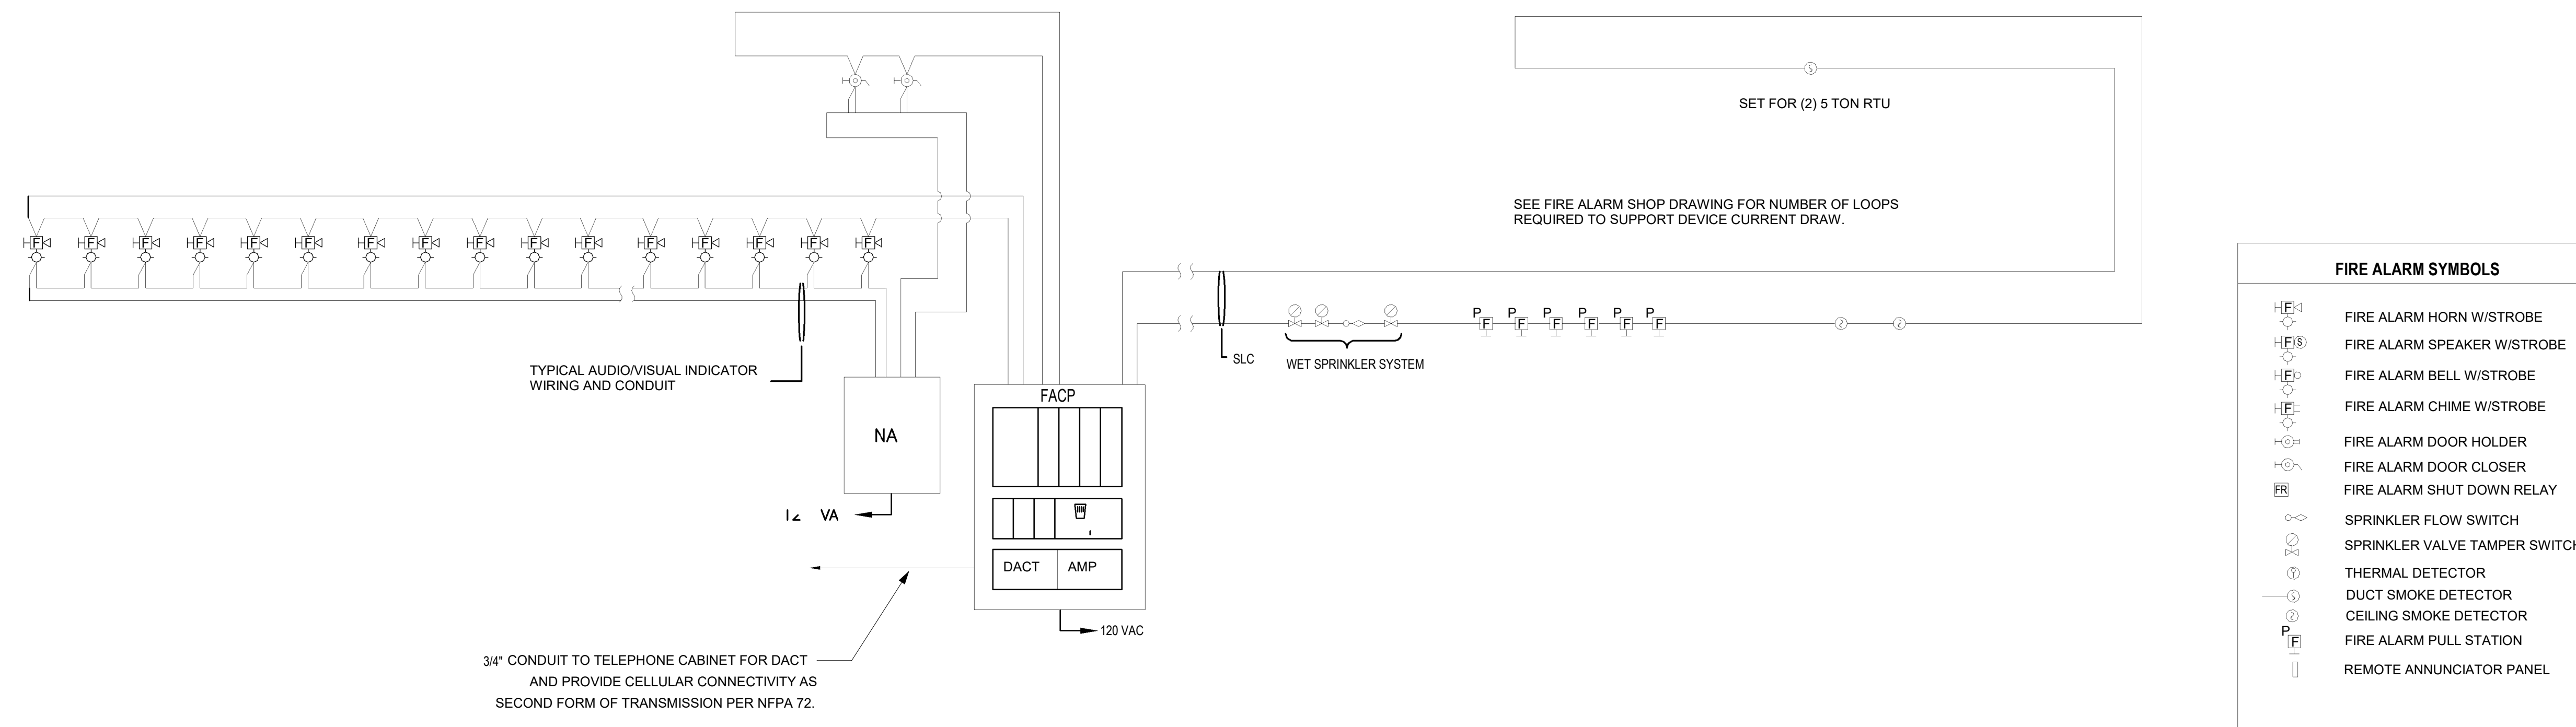 SET FOR (2) 5 TON RTU
SEE FIRE ALARM SHOP DRAWING FOR NUMBER OF LOOPS
REQUIRED TO SUPPORT DEVICE CURRENT DRAW.
F F F F F F F F F F F F F F F F
P P P P P P
F F F F F F
SLC
WET SPRINKLER SYSTEM
TYPICAL AUDIO/VISUAL INDICATOR
WIRING AND CONDUIT
FACP
NA
VA
DACT AMP
120 VAC
3/4" CONDUIT TO TELEPHONE CABINET FOR DACT
AND PROVIDE CELLULAR CONNECTIVITY AS
SECOND FORM OF TRANSMISSION PER NFPA 72.
FIRE ALARM SYMBOLS
F FIRE ALARM HORN W/STROBE
F S FIRE ALARM SPEAKER W/STROBE
F FIRE ALARM BELL W/STROBE
F FIRE ALARM CHIME W/STROBE
FIRE ALARM DOOR HOLDER
FIRE ALARM DOOR CLOSER
FR FIRE ALARM SHUT DOWN RELAY
SPRINKLER FLOW SWITCH
SPRINKLER VALVE TAMPER SWITCH
THERMAL DETECTOR
DUCT SMOKE DETECTOR
CEILING SMOKE DETECTOR
P F FIRE ALARM PULL STATION
REMOTE ANNUNCIATOR PANEL